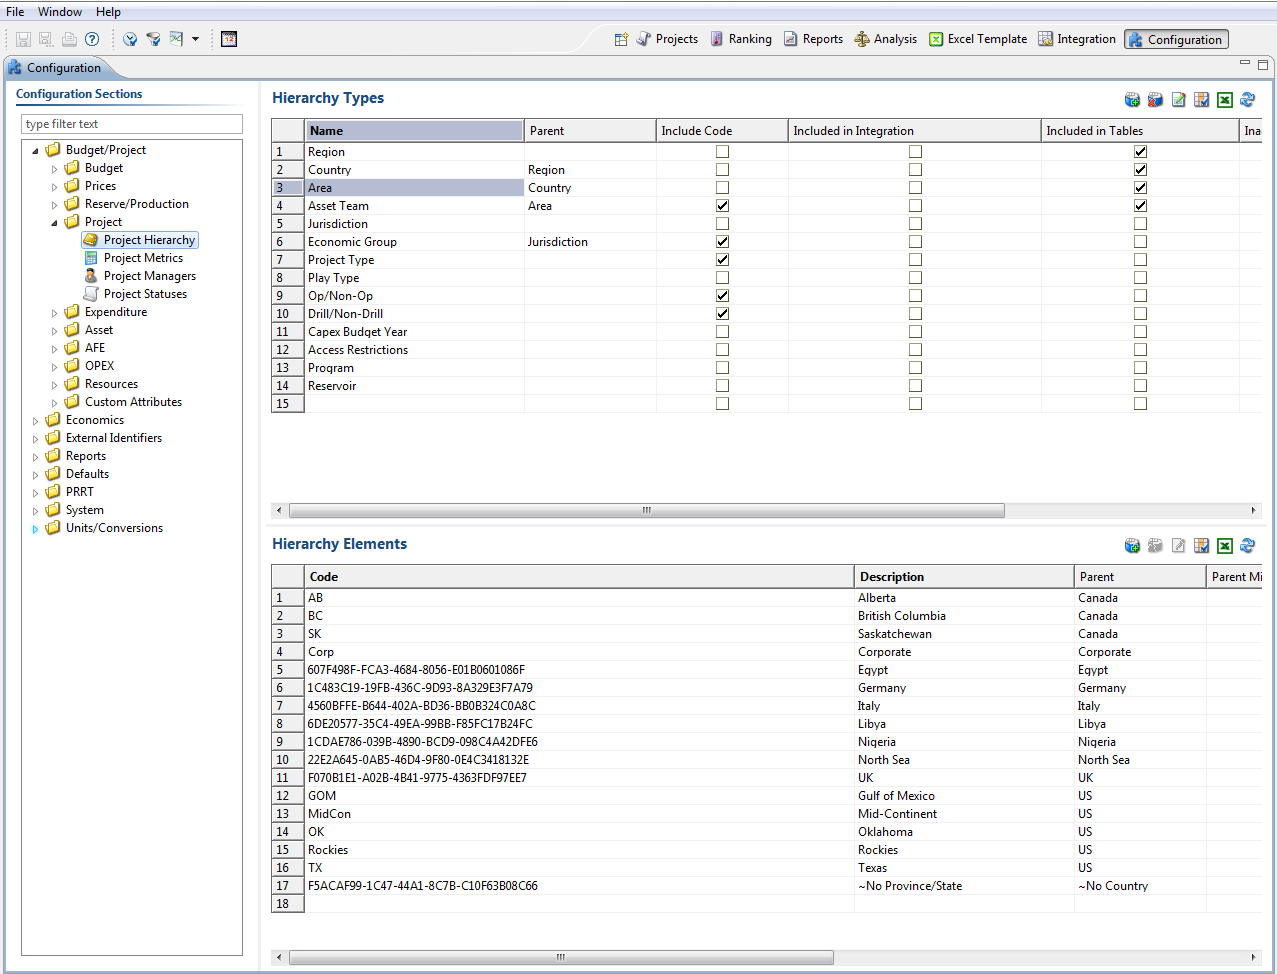 File Window Help
Projects Ranking Reports Analysis Excel Template Integration Configuration
Configuration
Configuration Sections
type filter text
Budget/Project
Budget
Prices
Reserve/Production
Project
Project Hierarchy
Project Metrics
Project Managers
Project Statuses
Expenditure
Asset
AFE
OPEX
Resources
Custom Attributes
Economics
External Identifiers
Reports
Defaults
PRRT
System
Units/Conversions
Hierarchy Types
Name Parent Include Code Included in Integration Included in Tables Ina
1 Region
2 Country Region
3 Area Country
4 Asset Team Area
5 Jurisdiction
6 Economic Group Jurisdiction
7 Project Type
8 Play Type
9 Op/Non-Op
10 Drill/Non-Drill
11 Capex Budget Year
12 Access Restrictions
13 Program
14 Reservoir
15
Hierarchy Elements
Code Description Parent Parent Mi
1 AB Alberta Canada
2 BC British Columbia Canada
3 SK Saskatchewan Canada
4 Corp Corporate Corporate
5 607F498F-FCA3-4684-8056-E01B0601086F Egypt Egypt
6 1C483C19-19FB-436C-9D93-8A329E3F7A79 Germany Germany
7 4560BFFE-B644-402A-BD36-BB0B324C0A8C Italy Italy
8 6DE20577-35C4-49EA-99BB-F85FC17B24FC Libya Libya
9 1CDAE786-039B-4890-BCD9-098C4A42DFE6 Nigeria Nigeria
10 22E2A645-0AB5-46D4-9F80-0E4C3418132E North Sea North Sea
11 F070B1E1-A02B-4B41-9775-4363FDF97EE7 UK UK
12 GOM Gulf of Mexico US
13 MidCon Mid-Continent US
14 OK Oklahoma US
15 Rockies Rockies US
16 TX Texas US
17 F5ACAF99-1C47-44A1-8C7B-C10F63B08C66 ~No Province/State ~No Country
18